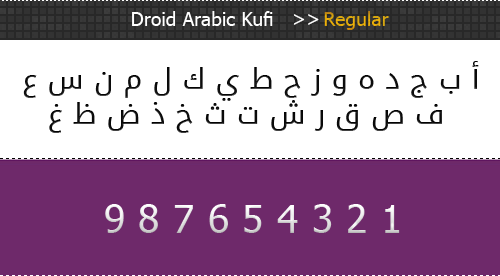 Droid Arabic Kufi >> Regular
أ ب ج د ه و ز ح ط ي ك ل م ن س ع
ف ص ق ر ش ت ث خ ذ ض ظ غ
9 8 7 6 5 4 3 2 1